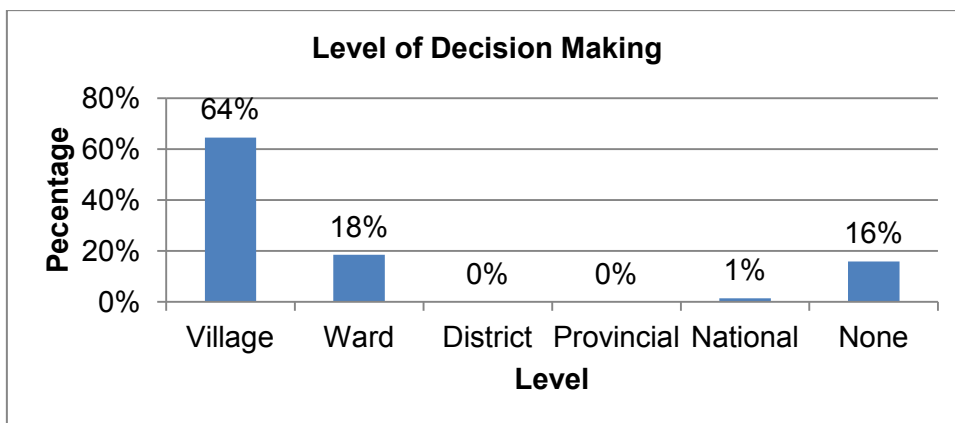 Level of Decision Making
Pecentage
80%
60%
40%
20%
0%
64%
18%
0%
0%
1%
16%
Village
Ward
District
Provincial
National
None
Level